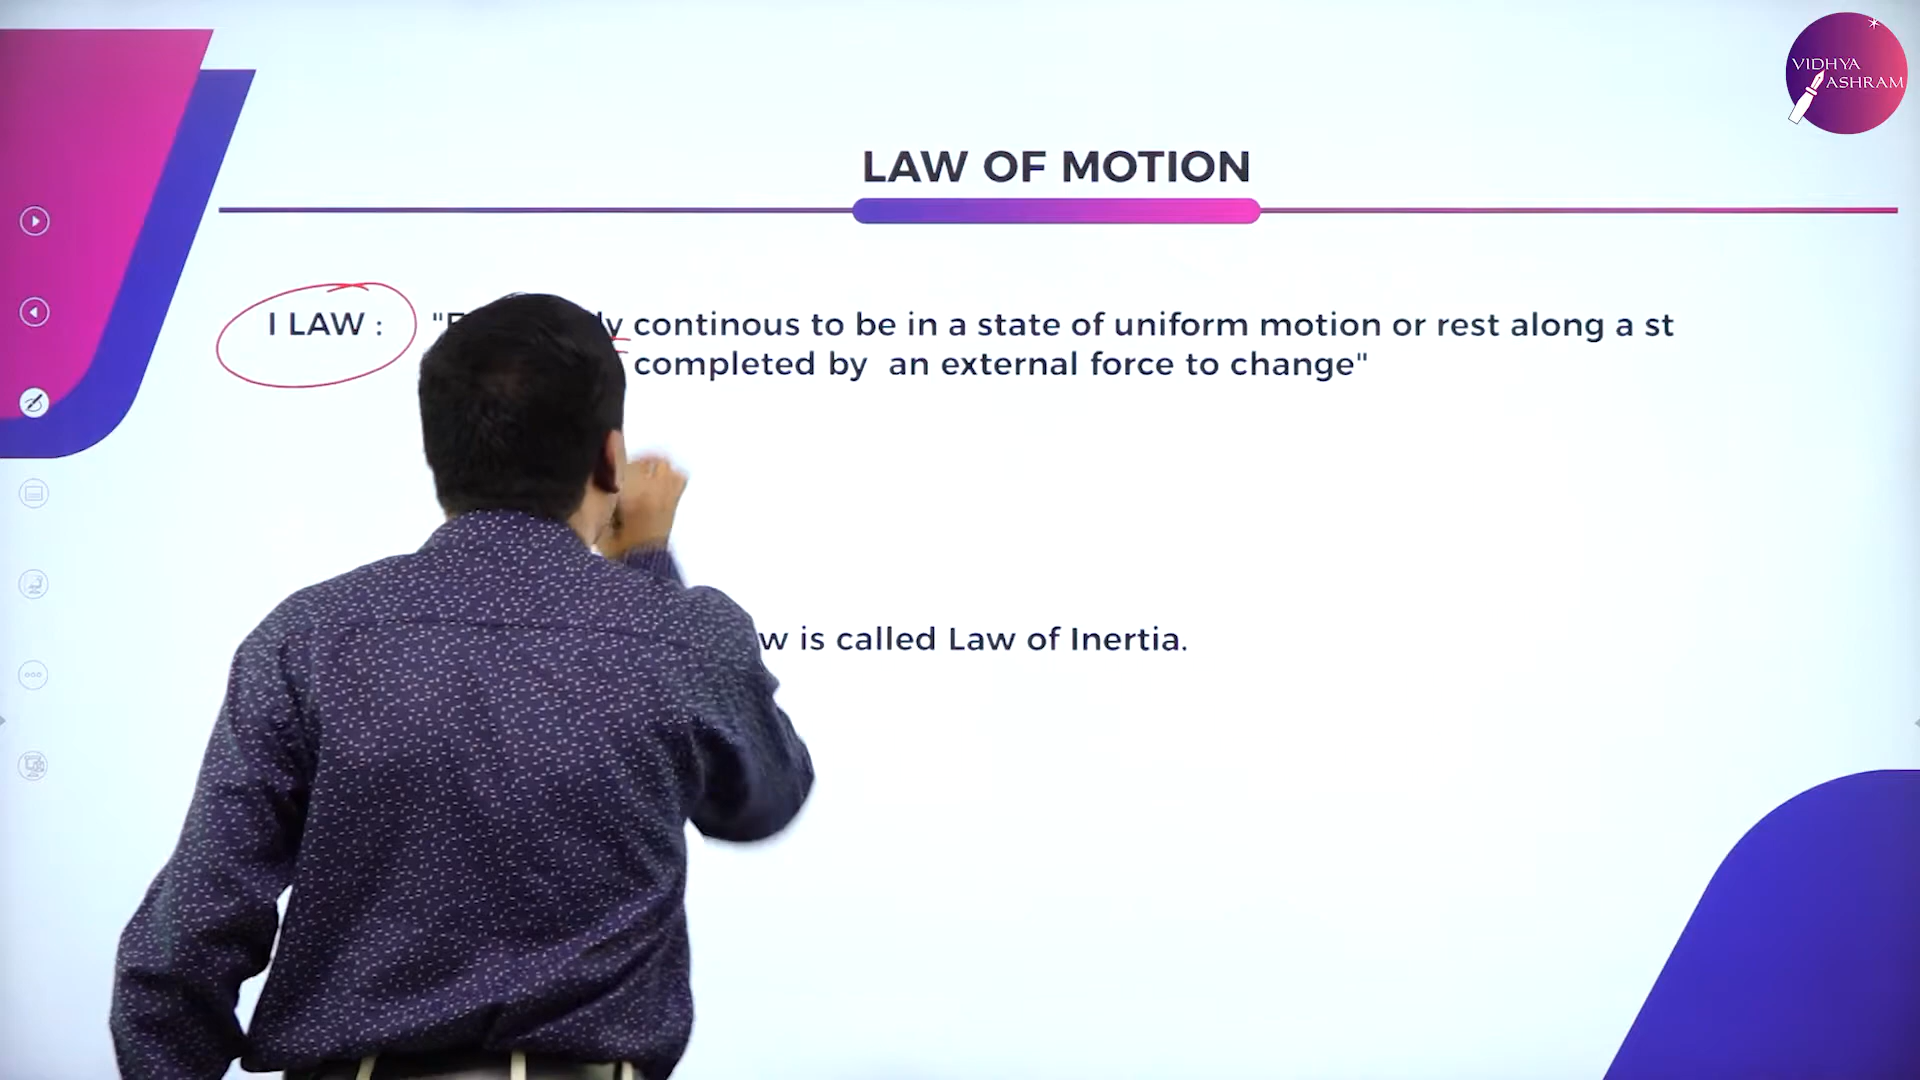 VIDHYA
ASHRAM
LAW OF MOTION
I LAW : continous to be in a state of uniform motion or rest along a st
completed by an external force to change"
is called Law of Inertia.